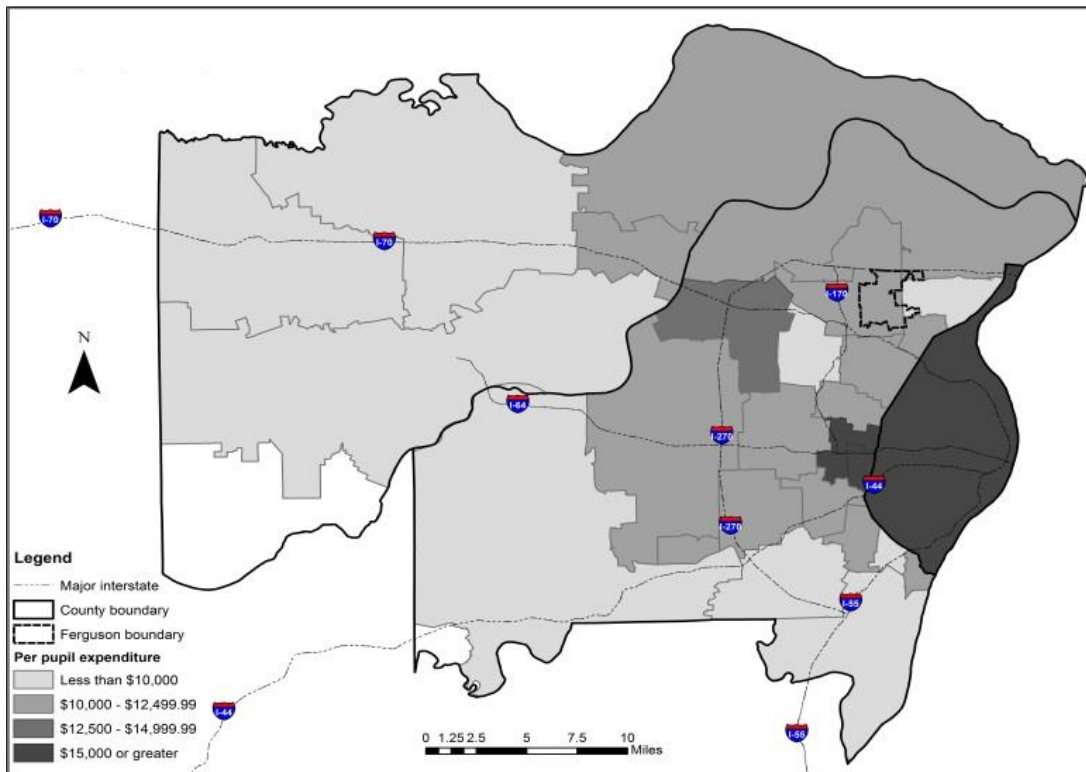 I-70
I-70
I-170
N
I-64
I-270
I-44
I-270
I-55
I-44
I-55
Legend
Major interstate
County boundary
Ferguson boundary
Per pupil expenditure
Less than $10,000
$10,000 - $12,499.99
$12,500 - $14,999.99
$15,000 or greater
0 1.25 2.5 5 7.5 10
Miles